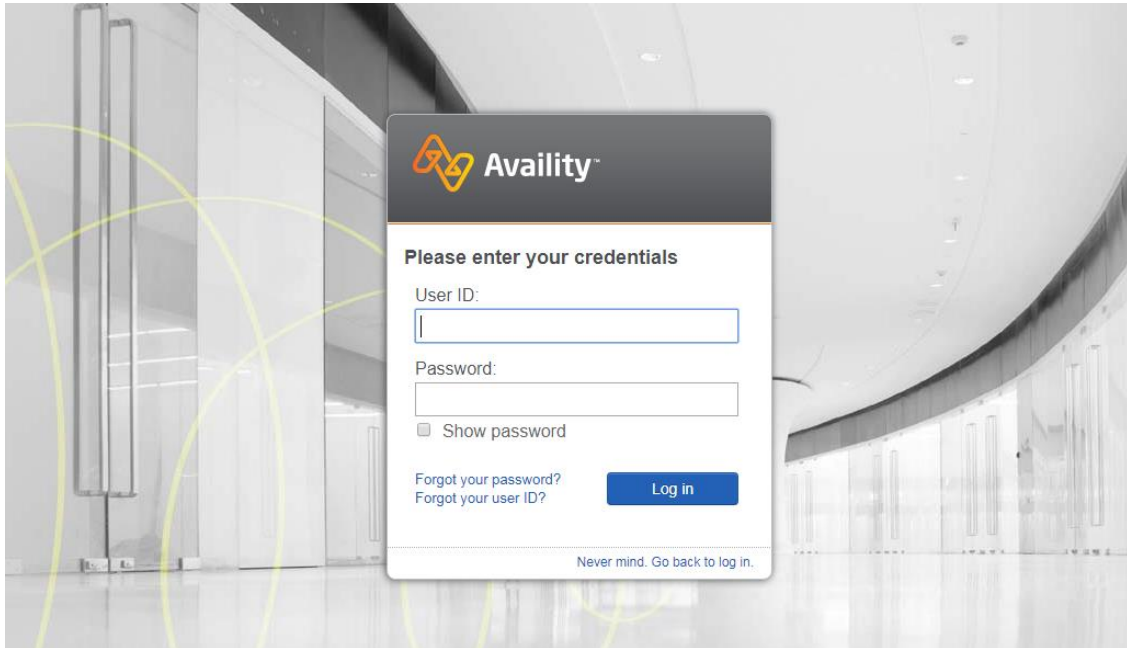 Availity™
Please enter your credentials
User ID:
Password:
Show password
Forgot your password?
Forgot your user ID?
Log in
Never mind. Go back to log in.